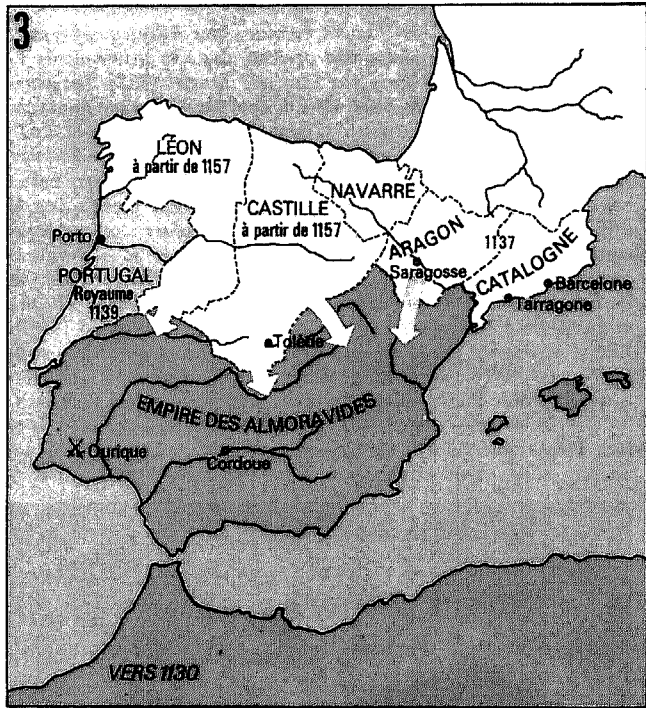 3
LÉON
à partir de 1157
NAVARRE
CASTILLE
à partir de 1157
Porto
ARAGON
1137
Saragosse
CATALOGNE
PORTUGAL
Royaume
1139
Barcelone
Tarragone
Tolède
EMPIRE DES ALMORAVIDES
Ourique
Cordoue
VERS 1130